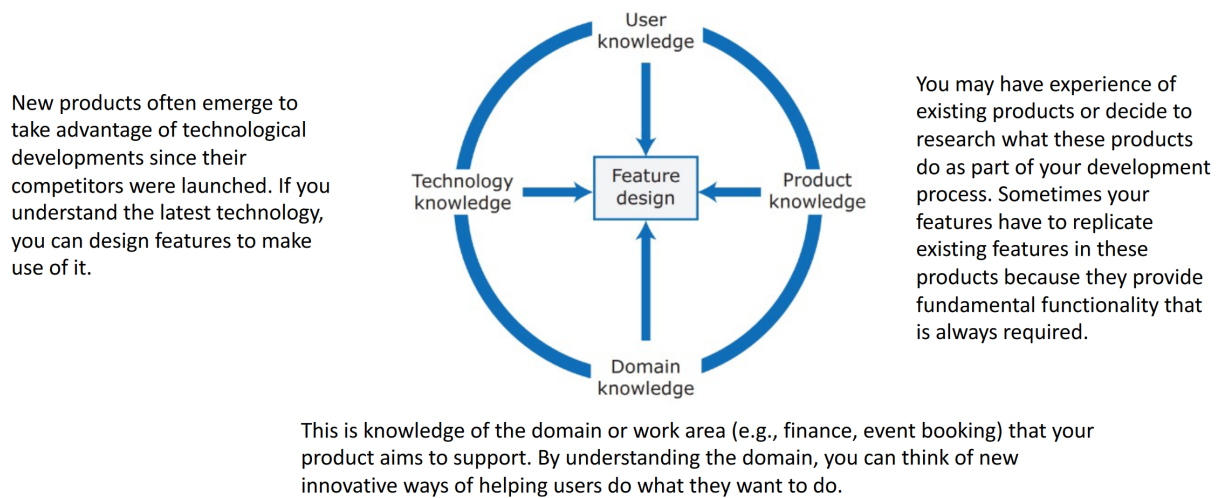 User
knowledge
New products often emerge to
take advantage of technological
developments since their
competitors were launched. If you
understand the latest technology,
you can design features to make
use of it.
Technology
knowledge
Feature
design
Product
knowledge
You may have experience of
existing products or decide to
research what these products
do as part of your development
process. Sometimes your
features have to replicate
existing features in these
products because they provide
fundamental functionality that
is always required.
Domain
knowledge
This is knowledge of the domain or work area (e.g., finance, event booking) that your
product aims to support. By understanding the domain, you can think of new
innovative ways of helping users do what they want to do.